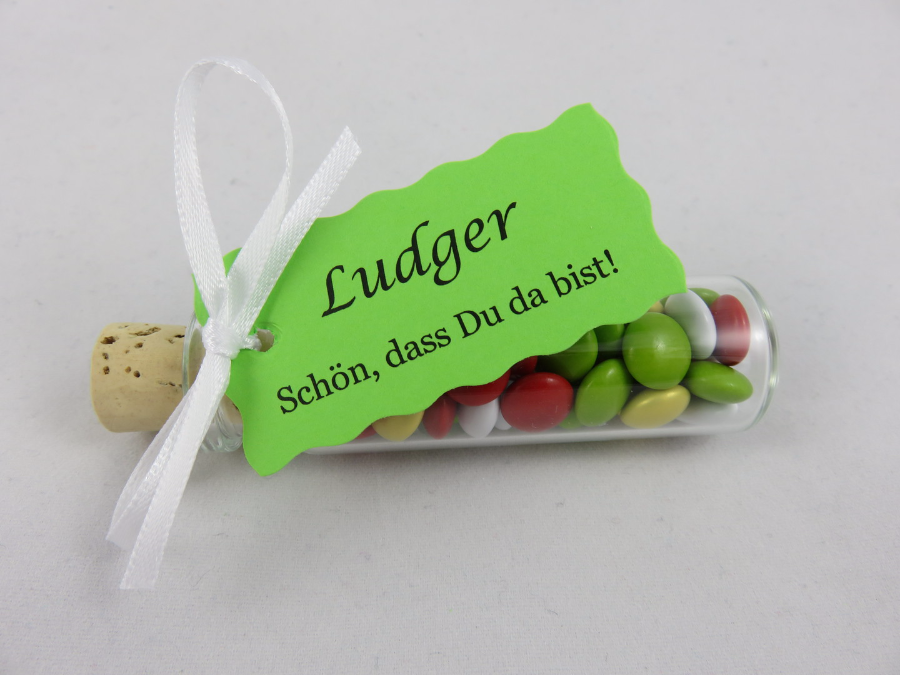 Ludger
Schön, dass Du da bist!